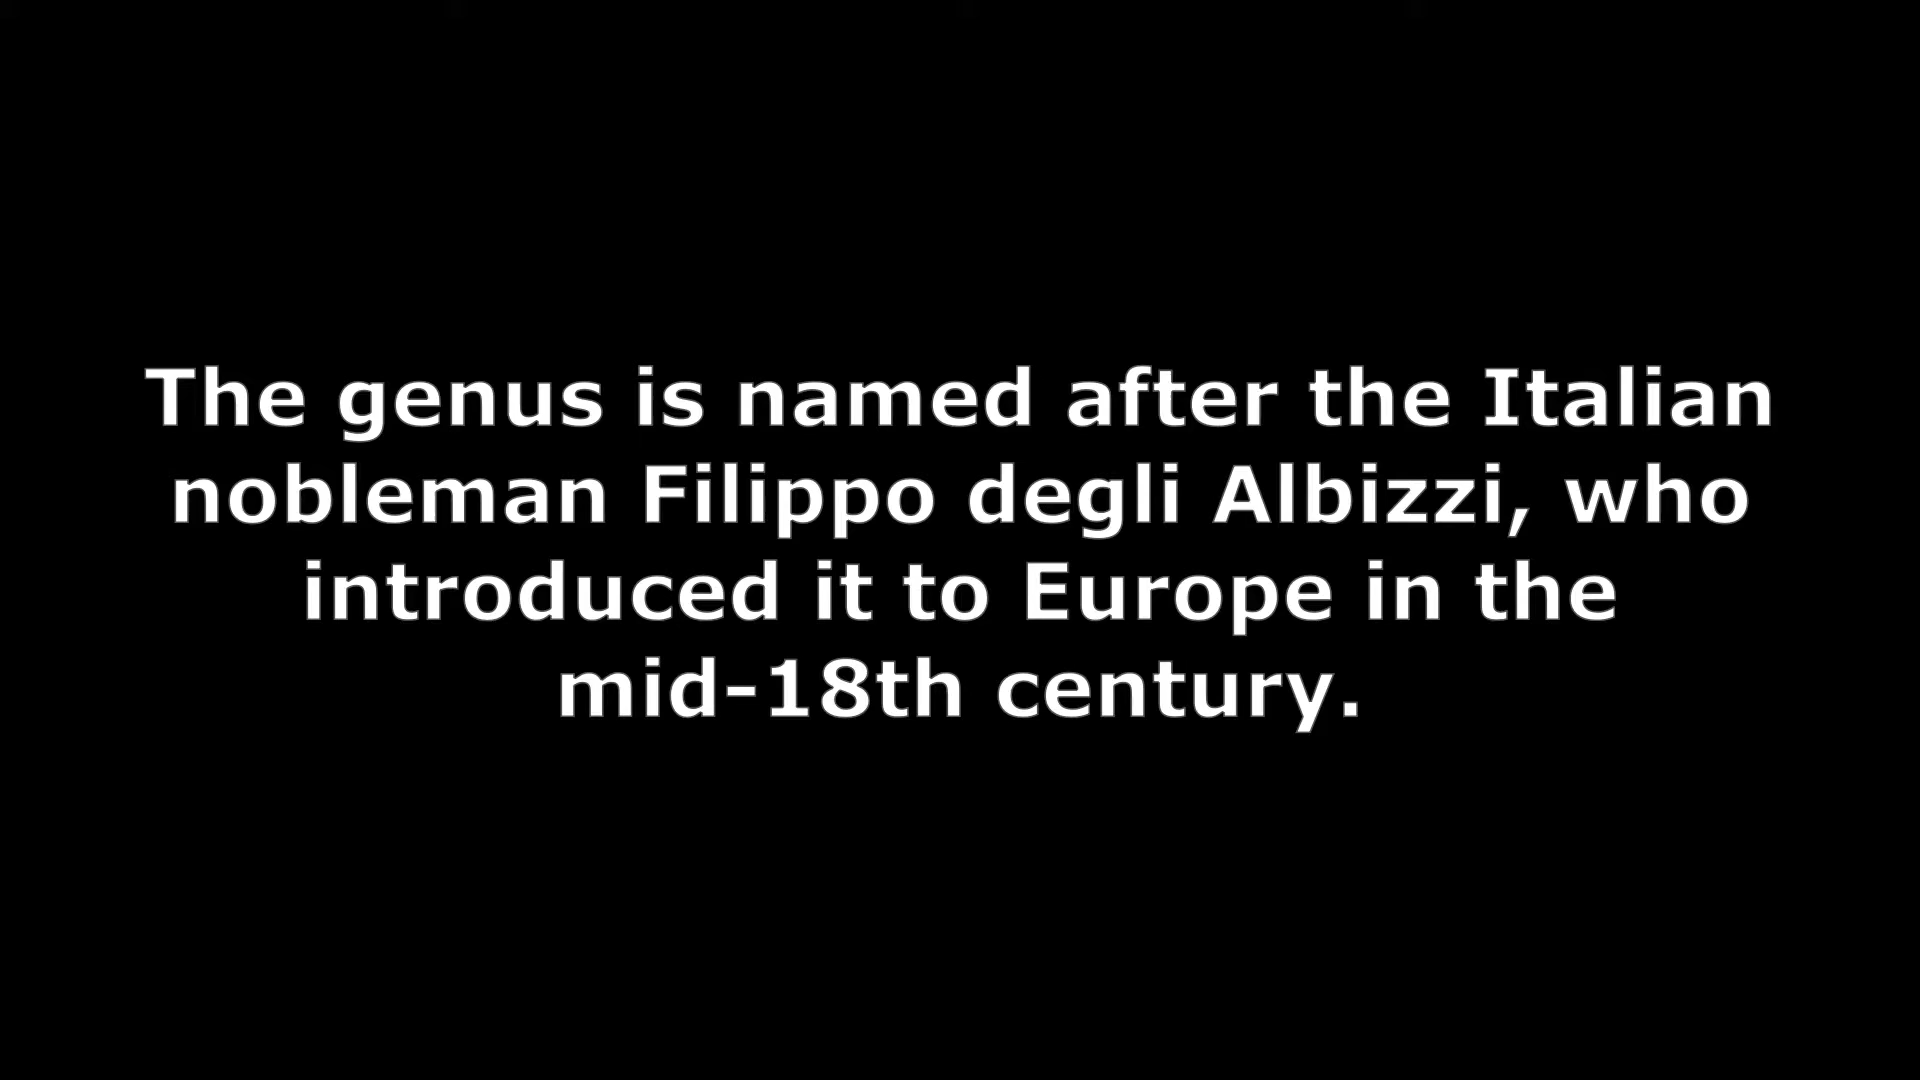 The genus is named after the Italian
nobleman Filippo degli Albizzi, who
introduced it to Europe in the
mid-18th century.